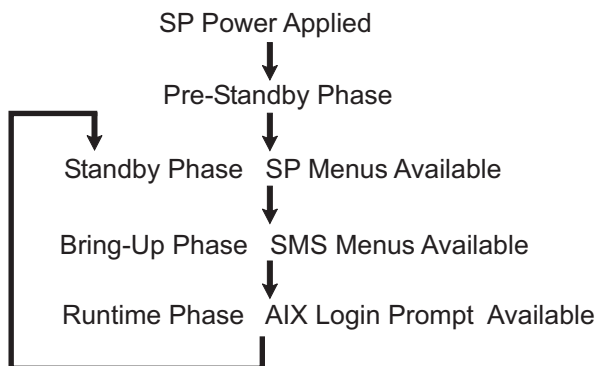 SP Power Applied
Pre-Standby Phase
Standby Phase SP Menus Available
Bring-Up Phase SMS Menus Available
Runtime Phase AIX Login Prompt Available